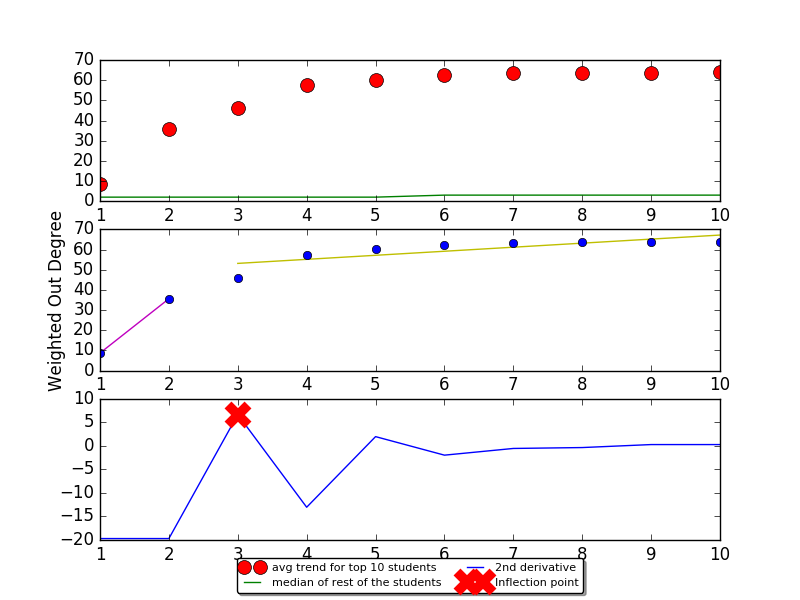 70
60
50
40
30
20
10
0
1 2 3 4 5 6 7 8 9 10
Weighted Out Degree
70
60
50
40
30
20
10
0
1 2 3 4 5 6 7 8 9 10
10
5
0
−5
−10
−15
−20
1 2 3 4 5 6 7 8 9 10
avg trend for top 10 students
median of rest of the students
2nd derivative
Inflection point